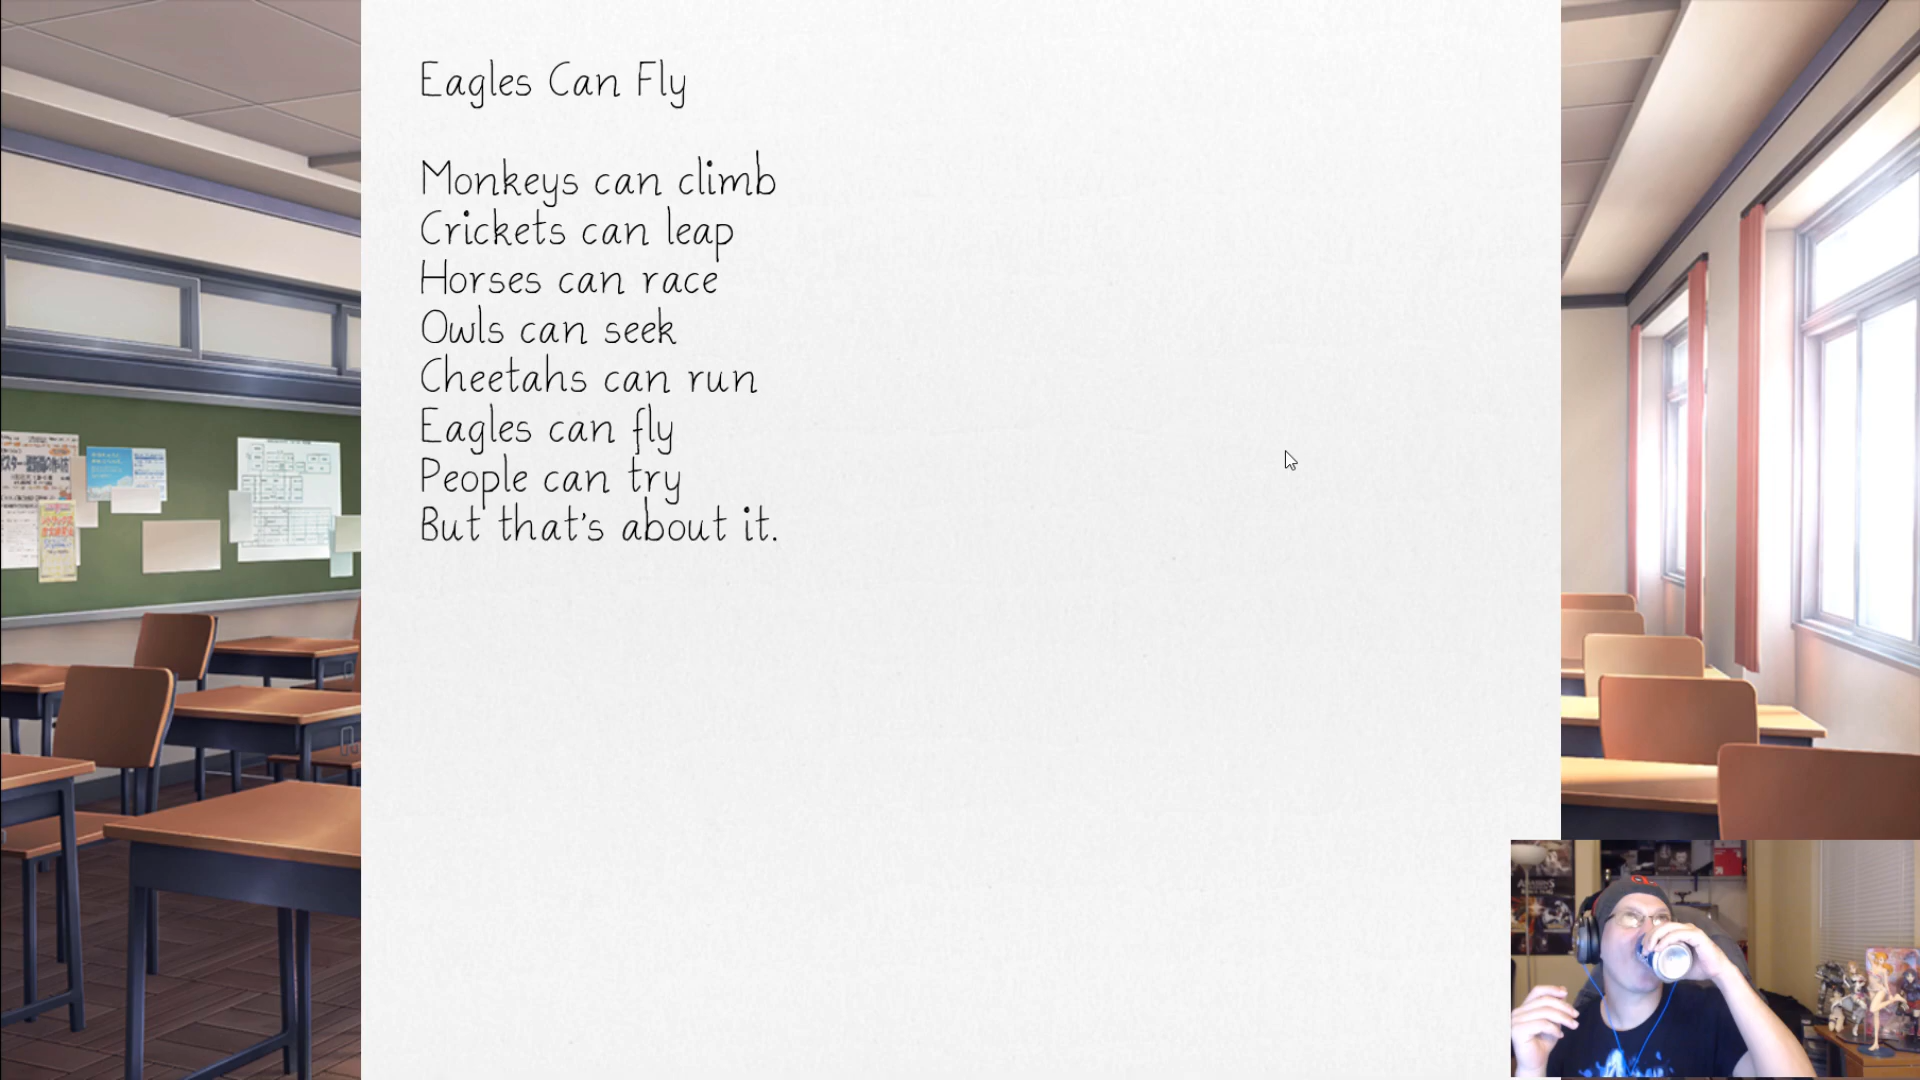 Eagles Can Fly
Monkeys can climb
Crickets can leap
Horses can race
Owls can seek
Cheetahs can run
Eagles can fly
People can try
But that's about it.